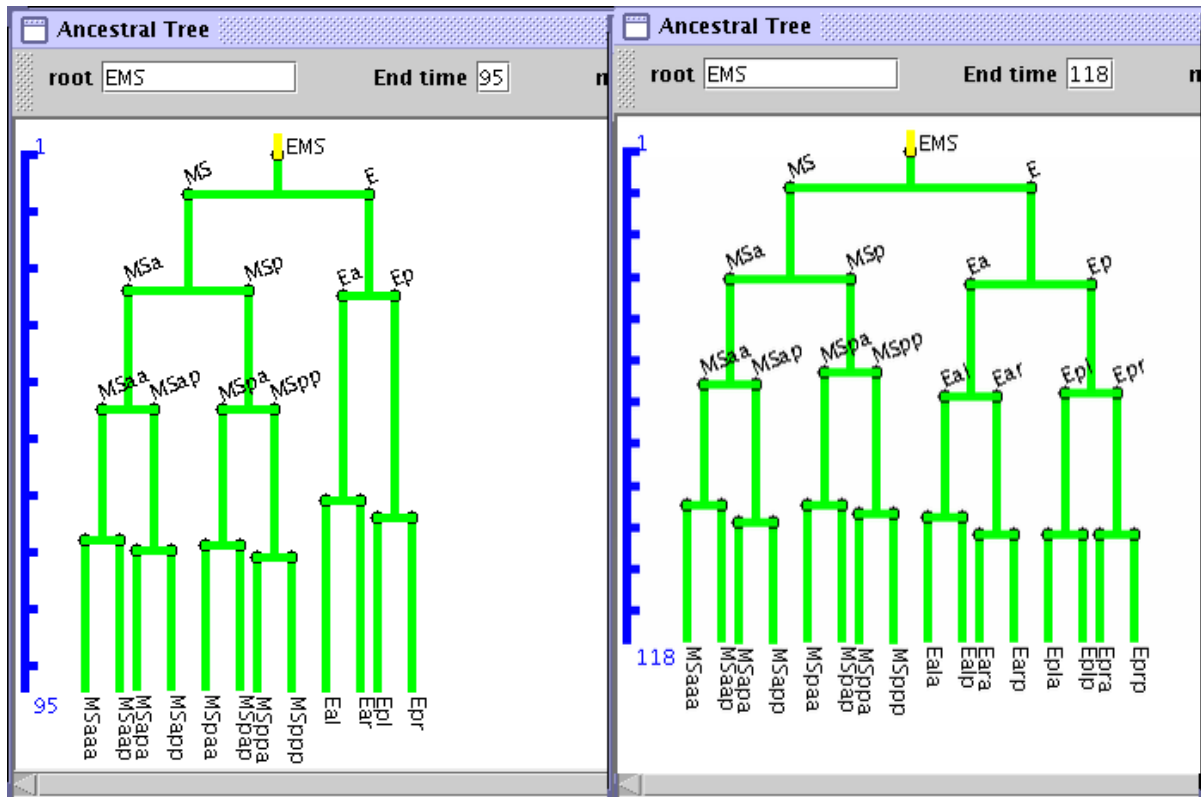 Ancestral Tree
root EMS End time 95 m
1
EMS
MS E
MSa MSp Ea Ep
MSaa MSap MSpa MSpp
95
MSaaa MSaap MSapa MSapp MSpaa MSpap MSppa MSppp Eal Ear Epl Epr
Ancestral Tree
root EMS End time 118 n
1
EMS
MS E
MSa MSp Ea Ep
MSaa MSap MSpa MSpp Eal Ear Epl Epr
118
MSaaa MSaap MSapa MSapp MSpaa MSpap MSppa MSppp Eala Ealp Eara Earp Epla Eplp Epra Eprp